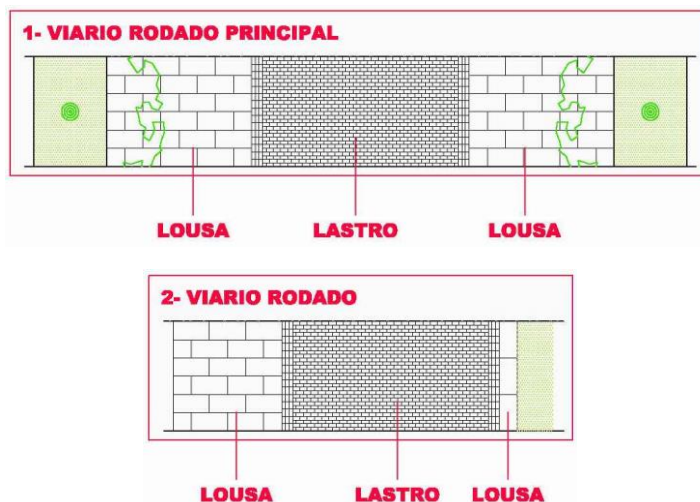 1- VIARIO RODADO PRINCIPAL
LOUSA LASTRO LOUSA
2- VIARIO RODADO
LOUSA LASTRO LOUSA